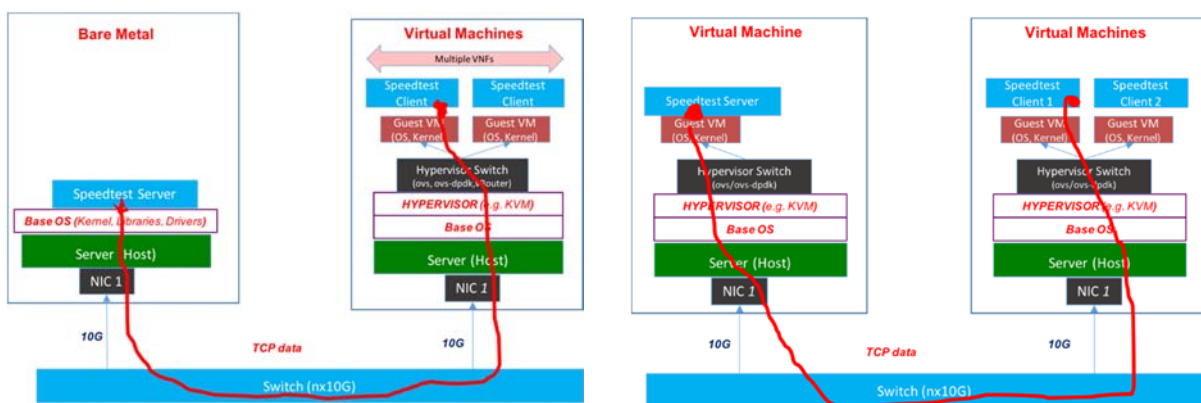 Bare Metal
Speedtest Server
Base OS (Kernel, Libraries, Drivers)
Server (Host)
NIC 1
10G
Virtual Machines
Multiple VNFs
Speedtest Client
Speedtest Client
Guest VM (OS, Kernel)
Guest VM (OS, Kernel)
Hypervisor Switch
(ovs, ovs-dpdk, vRouter)
HYPERVISOR (e.g. KVM)
Base OS
Server (Host)
NIC 1
10G
TCP data
Switch (nx10G)
Virtual Machine
Speedtest Server
Guest VM (OS, Kernel)
Hypervisor Switch
(ovs/ovs-dpdk)
HYPERVISOR (e.g. KVM)
Base OS
Server (Host)
NIC 1
10G
Virtual Machines
Speedtest Client 1
Speedtest Client 2
Guest VM (OS, Kernel)
Guest VM (OS, Kernel)
Hypervisor Switch
(ovs/ovs-dpdk)
HYPERVISOR (e.g. KVM)
Base OS
Server (Host)
NIC 1
10G
TCP data
Switch (nx10G)